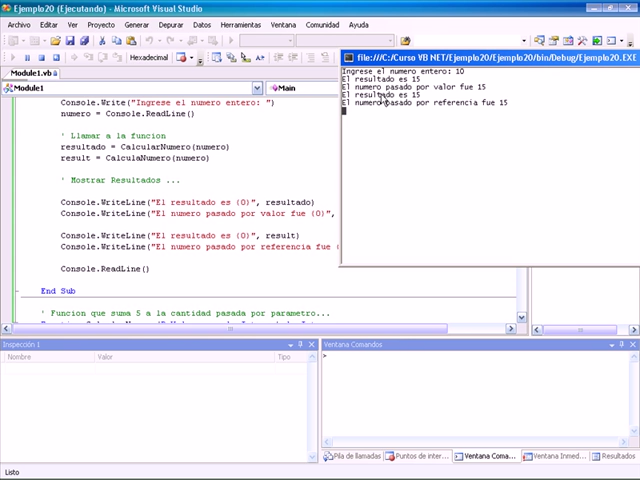 Ejemplo20 (Ejecutando) - Microsoft Visual Studio
Archivo Editar Ver Proyecto Generar Depurar Datos Herramientas Ventana Comunidad Ayuda
Hexadecimal
Module1.vb
Module1
Main
Console.Write("Ingrese el numero entero: ")
numero = Console.ReadLine()
' Llamar a la funcion
resultado = CalcularNumero(numero)
result = CalculaNumero(numero)
' Mostrar Resultados ...
Console.WriteLine("El resultado es {0}", resultado)
Console.WriteLine("El numero pasado por valor fue {0}",
Console.WriteLine("El resultado es {0}", result)
Console.WriteLine("El numero pasado por referencia fue {
Console.ReadLine()
End Sub
' Funcion que suma 5 a la cantidad pasada por parametro...
file:///C:/Curso VB NET/Ejemplo20/Ejemplo20/bin/Debug/Ejemplo20.EXE
Ingrese el numero entero: 10
El resultado es 15
El numero pasado por valor fue 15
El resultado es 15
El numero pasado por referencia fue 15
Inspección 1
Nombre Valor Tipo
Ventana Comandos
>
Pila de llamadas Puntos de inter... Ventana Coma... Ventana Inmed... Resultados
Listo